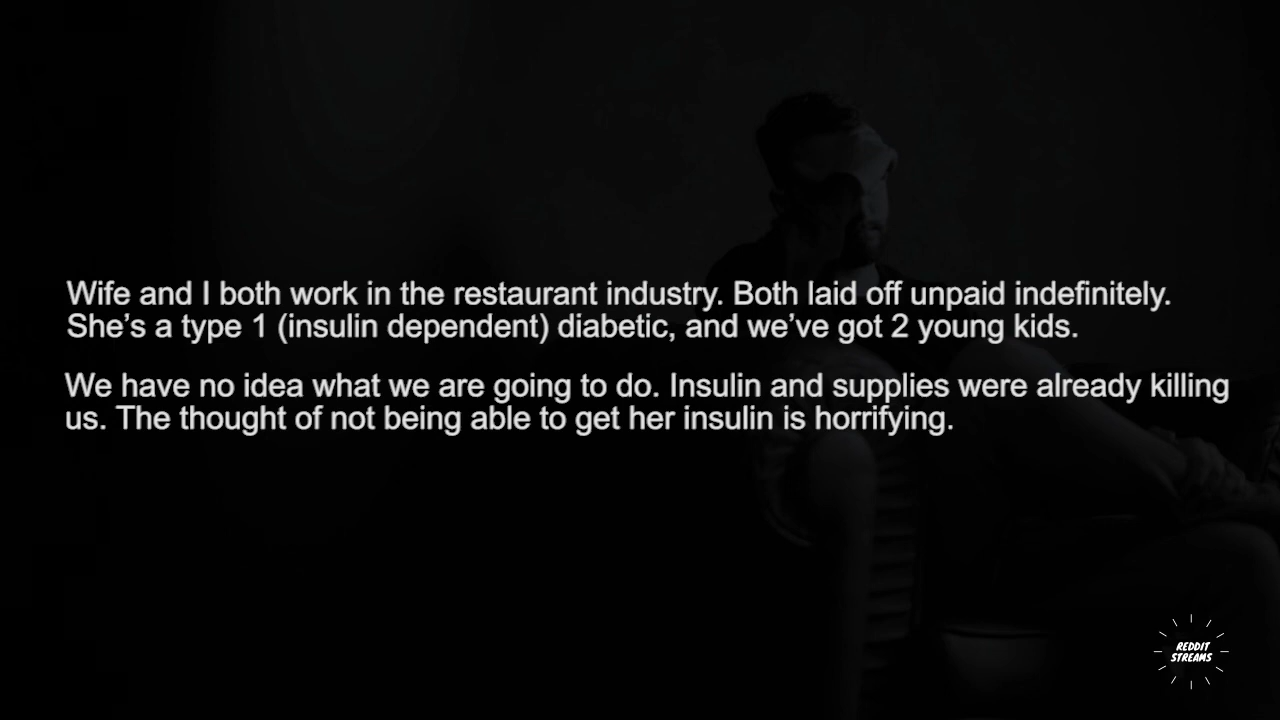 Wife and I both work in the restaurant industry. Both laid off unpaid indefinitely.
She’s a type 1 (insulin dependent) diabetic, and we’ve got 2 young kids.
We have no idea what we are going to do. Insulin and supplies were already killing
us. The thought of not being able to get her insulin is horrifying.
REDDIT
STREAMS